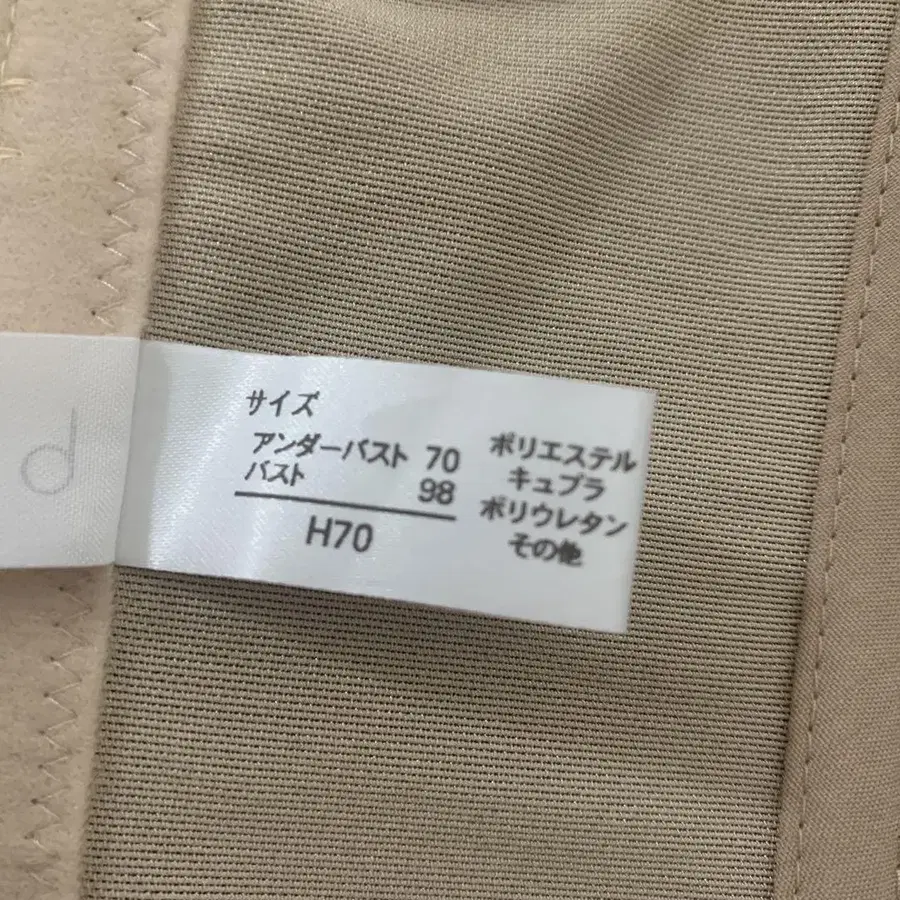 サイズ
アンダーバスト 70
バスト 98
H70
ポリエステル
キュプラ
ポリウレタン
その他
d